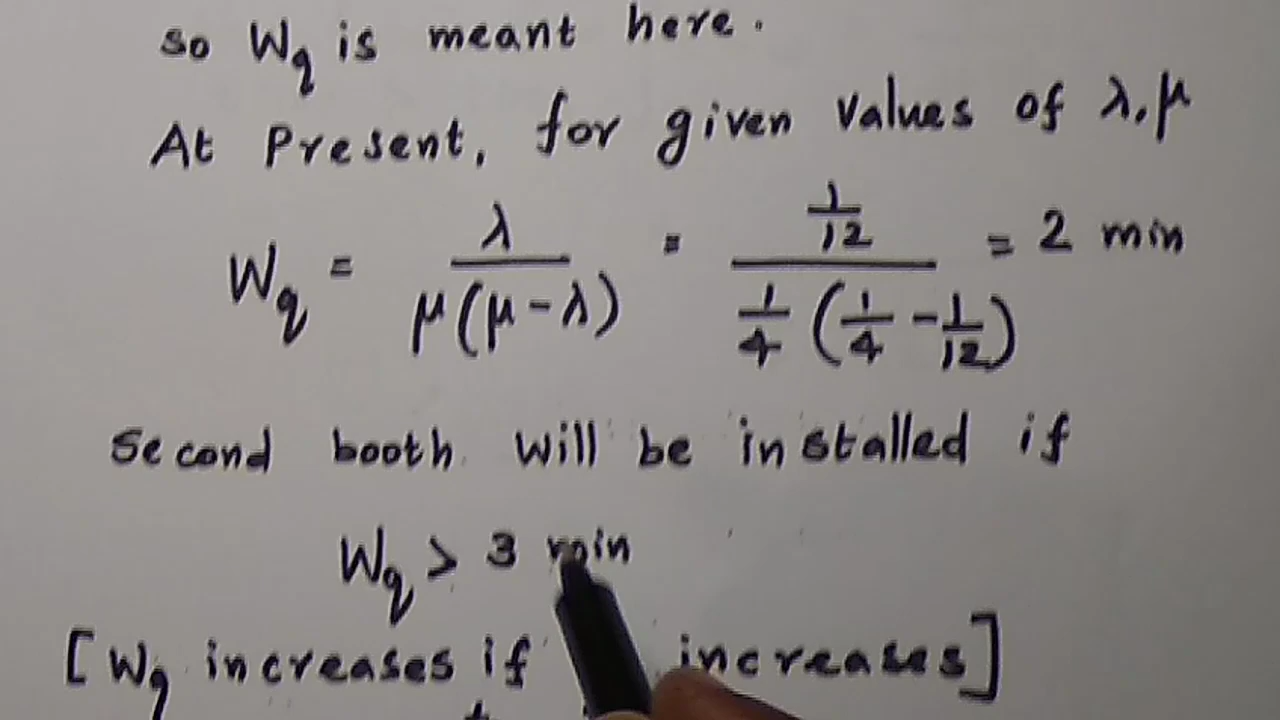 so Wq is meant here.
At Present, for given values of λ, μ
Wq = λ / μ(μ - λ) = 1/12 / 1/4 (1/4 - 1/12) = 2 min
Second booth will be installed if
Wq > 3 min
[Wq increases if increases]